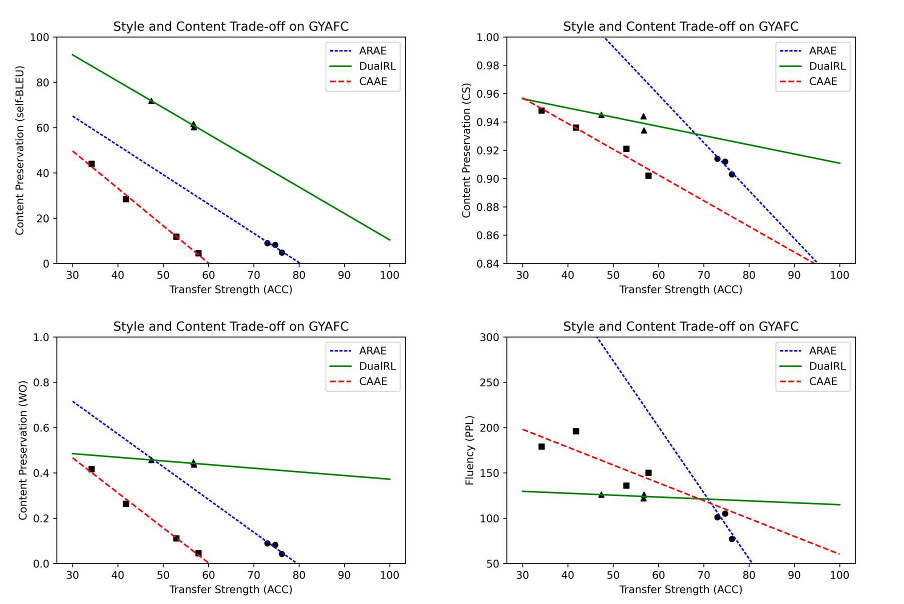 Style and Content Trade-off on GYAFC
Content Preservation (self-BLEU)
100
80
60
40
20
0
30 40 50 60 70 80 90 100
Transfer Strength (ACC)
ARAE
DualRL
CAAE
Style and Content Trade-off on GYAFC
Content Preservation (CS)
1.00
0.98
0.96
0.94
0.92
0.90
0.88
0.86
0.84
30 40 50 60 70 80 90 100
Transfer Strength (ACC)
ARAE
DualRL
CAAE
Style and Content Trade-off on GYAFC
Content Preservation (WO)
1.0
0.8
0.6
0.4
0.2
0.0
30 40 50 60 70 80 90 100
Transfer Strength (ACC)
ARAE
DualRL
CAAE
Style and Content Trade-off on GYAFC
Fluency (PPL)
300
250
200
150
100
50
30 40 50 60 70 80 90 100
Transfer Strength (ACC)
ARAE
DualRL
CAAE